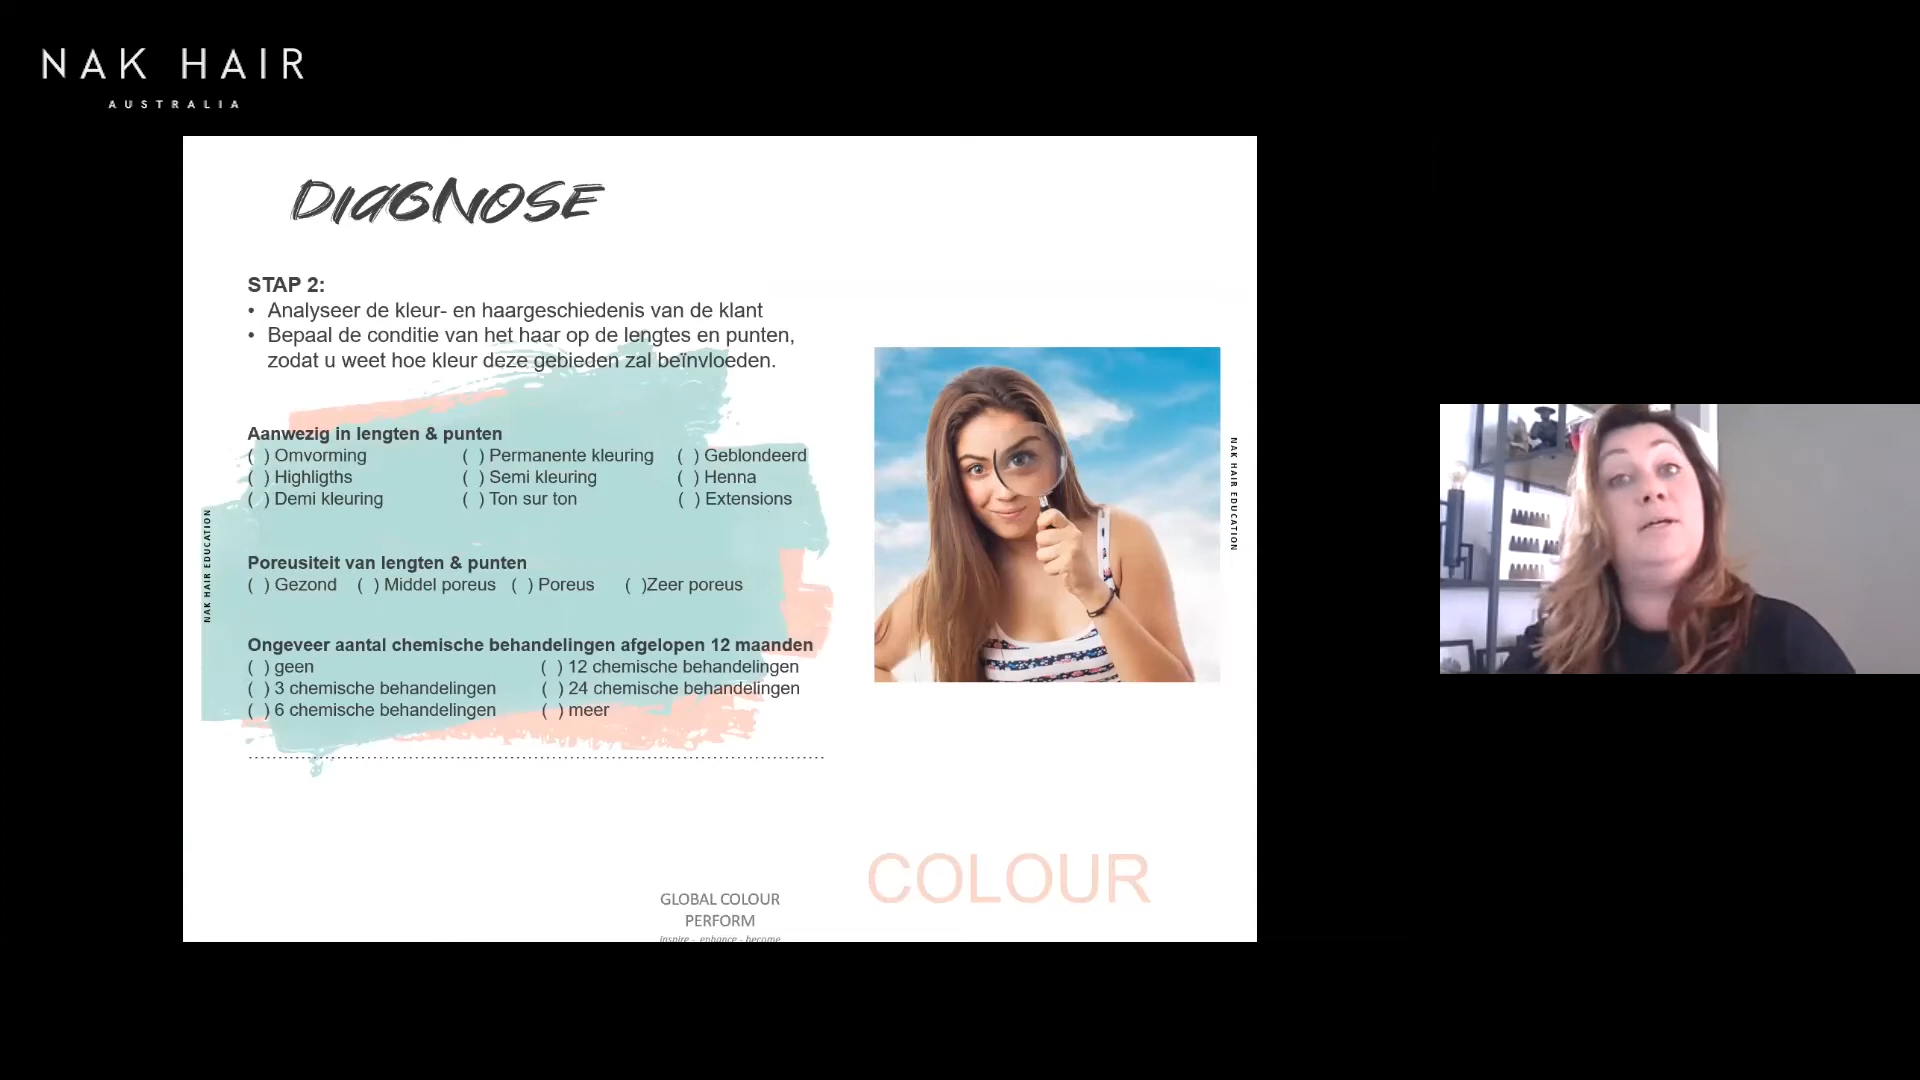 NAK HAIR
AUSTRALIA
DIAGNOSE
STAP 2:
• Analyseer de kleur- en haargeschiedenis van de klant
• Bepaal de conditie van het haar op de lengtes en punten,
zodat u weet hoe kleur deze gebieden zal beïnvloeden.
Aanwezig in lengten & punten
( ) Omvorming ( ) Permanente kleuring ( ) Geblondeerd
( ) Highligths ( ) Semi kleuring ( ) Henna
( ) Demi kleuring ( ) Ton sur ton ( ) Extensions
Poreusiteit van lengten & punten
( ) Gezond ( ) Middel poreus ( ) Poreus ( )Zeer poreus
Ongeveer aantal chemische behandelingen afgelopen 12 maanden
( ) geen ( ) 12 chemische behandelingen
( ) 3 chemische behandelingen ( ) 24 chemische behandelingen
( ) 6 chemische behandelingen ( ) meer
NAK HAIR EDUCATION
NAK HAIR EDUCATION
COLOUR
GLOBAL COLOUR
PERFORM
inspire - enhance - become